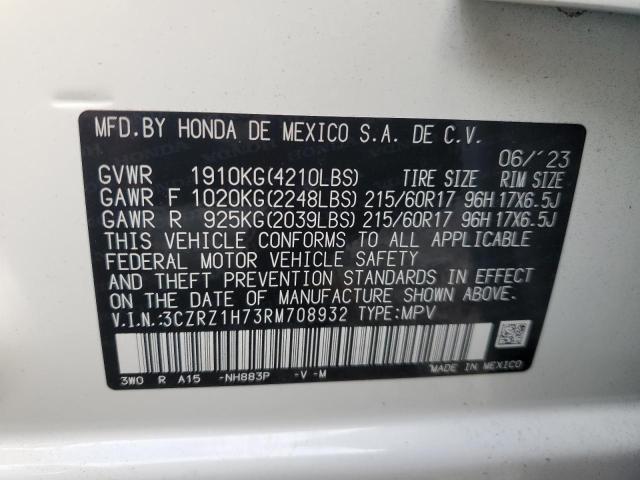 MFD.BY HONDA DE MEXICO S.A. DE C.V.
06/'23
GVWR 1910KG(4210LBS) TIRE SIZE RIM SIZE
GAWR F 1020KG(2248LBS) 215/60R17 96H 17X6.5J
GAWR R 925KG(2039LBS) 215/60R17 96H 17X6.5J
THIS VEHICLE CONFORMS TO ALL APPLICABLE
FEDERAL MOTOR VEHICLE SAFETY
AND THEFT PREVENTION STANDARDS IN EFFECT
ON THE DATE OF MANUFACTURE SHOWN ABOVE.
V.I.N.:3CZRZ1H73RM708932 TYPE:MPV
3W0 R A15 -NH883P -V -M
MADE IN MEXICO